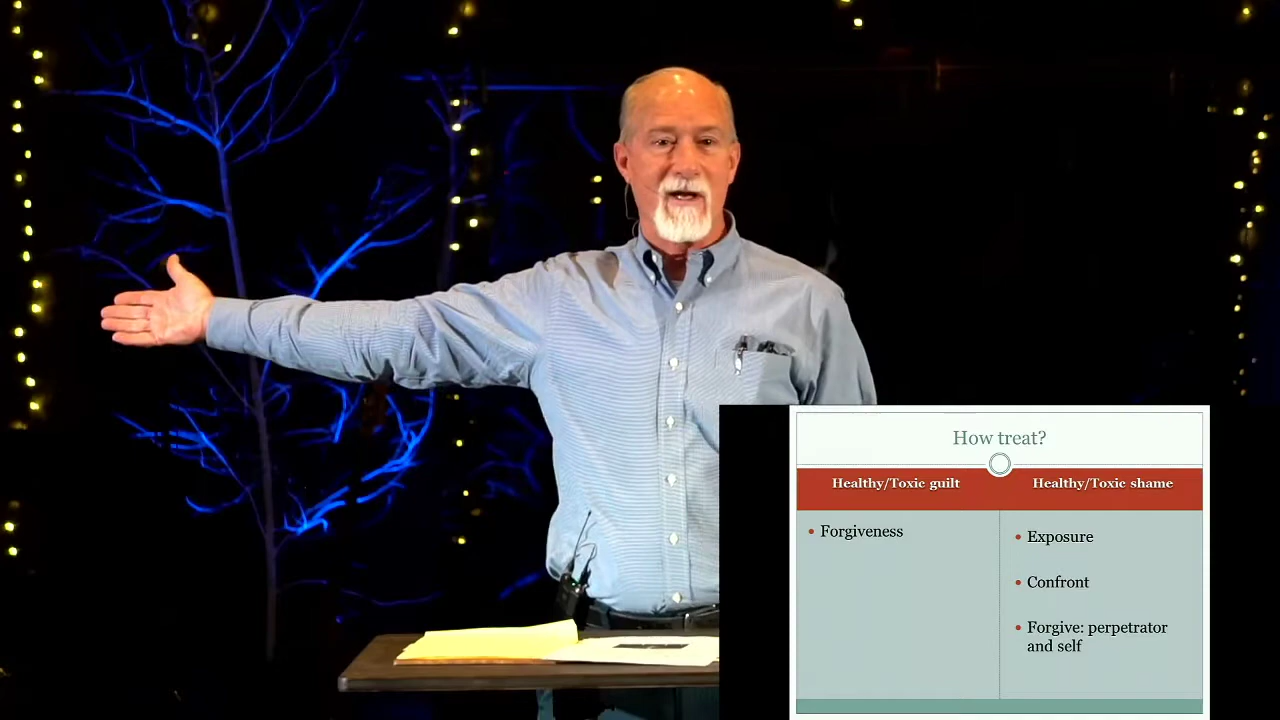 How treat?
Healthy/Toxic guilt
Healthy/Toxic shame
• Forgiveness
• Exposure
• Confront
• Forgive: perpetrator
and self